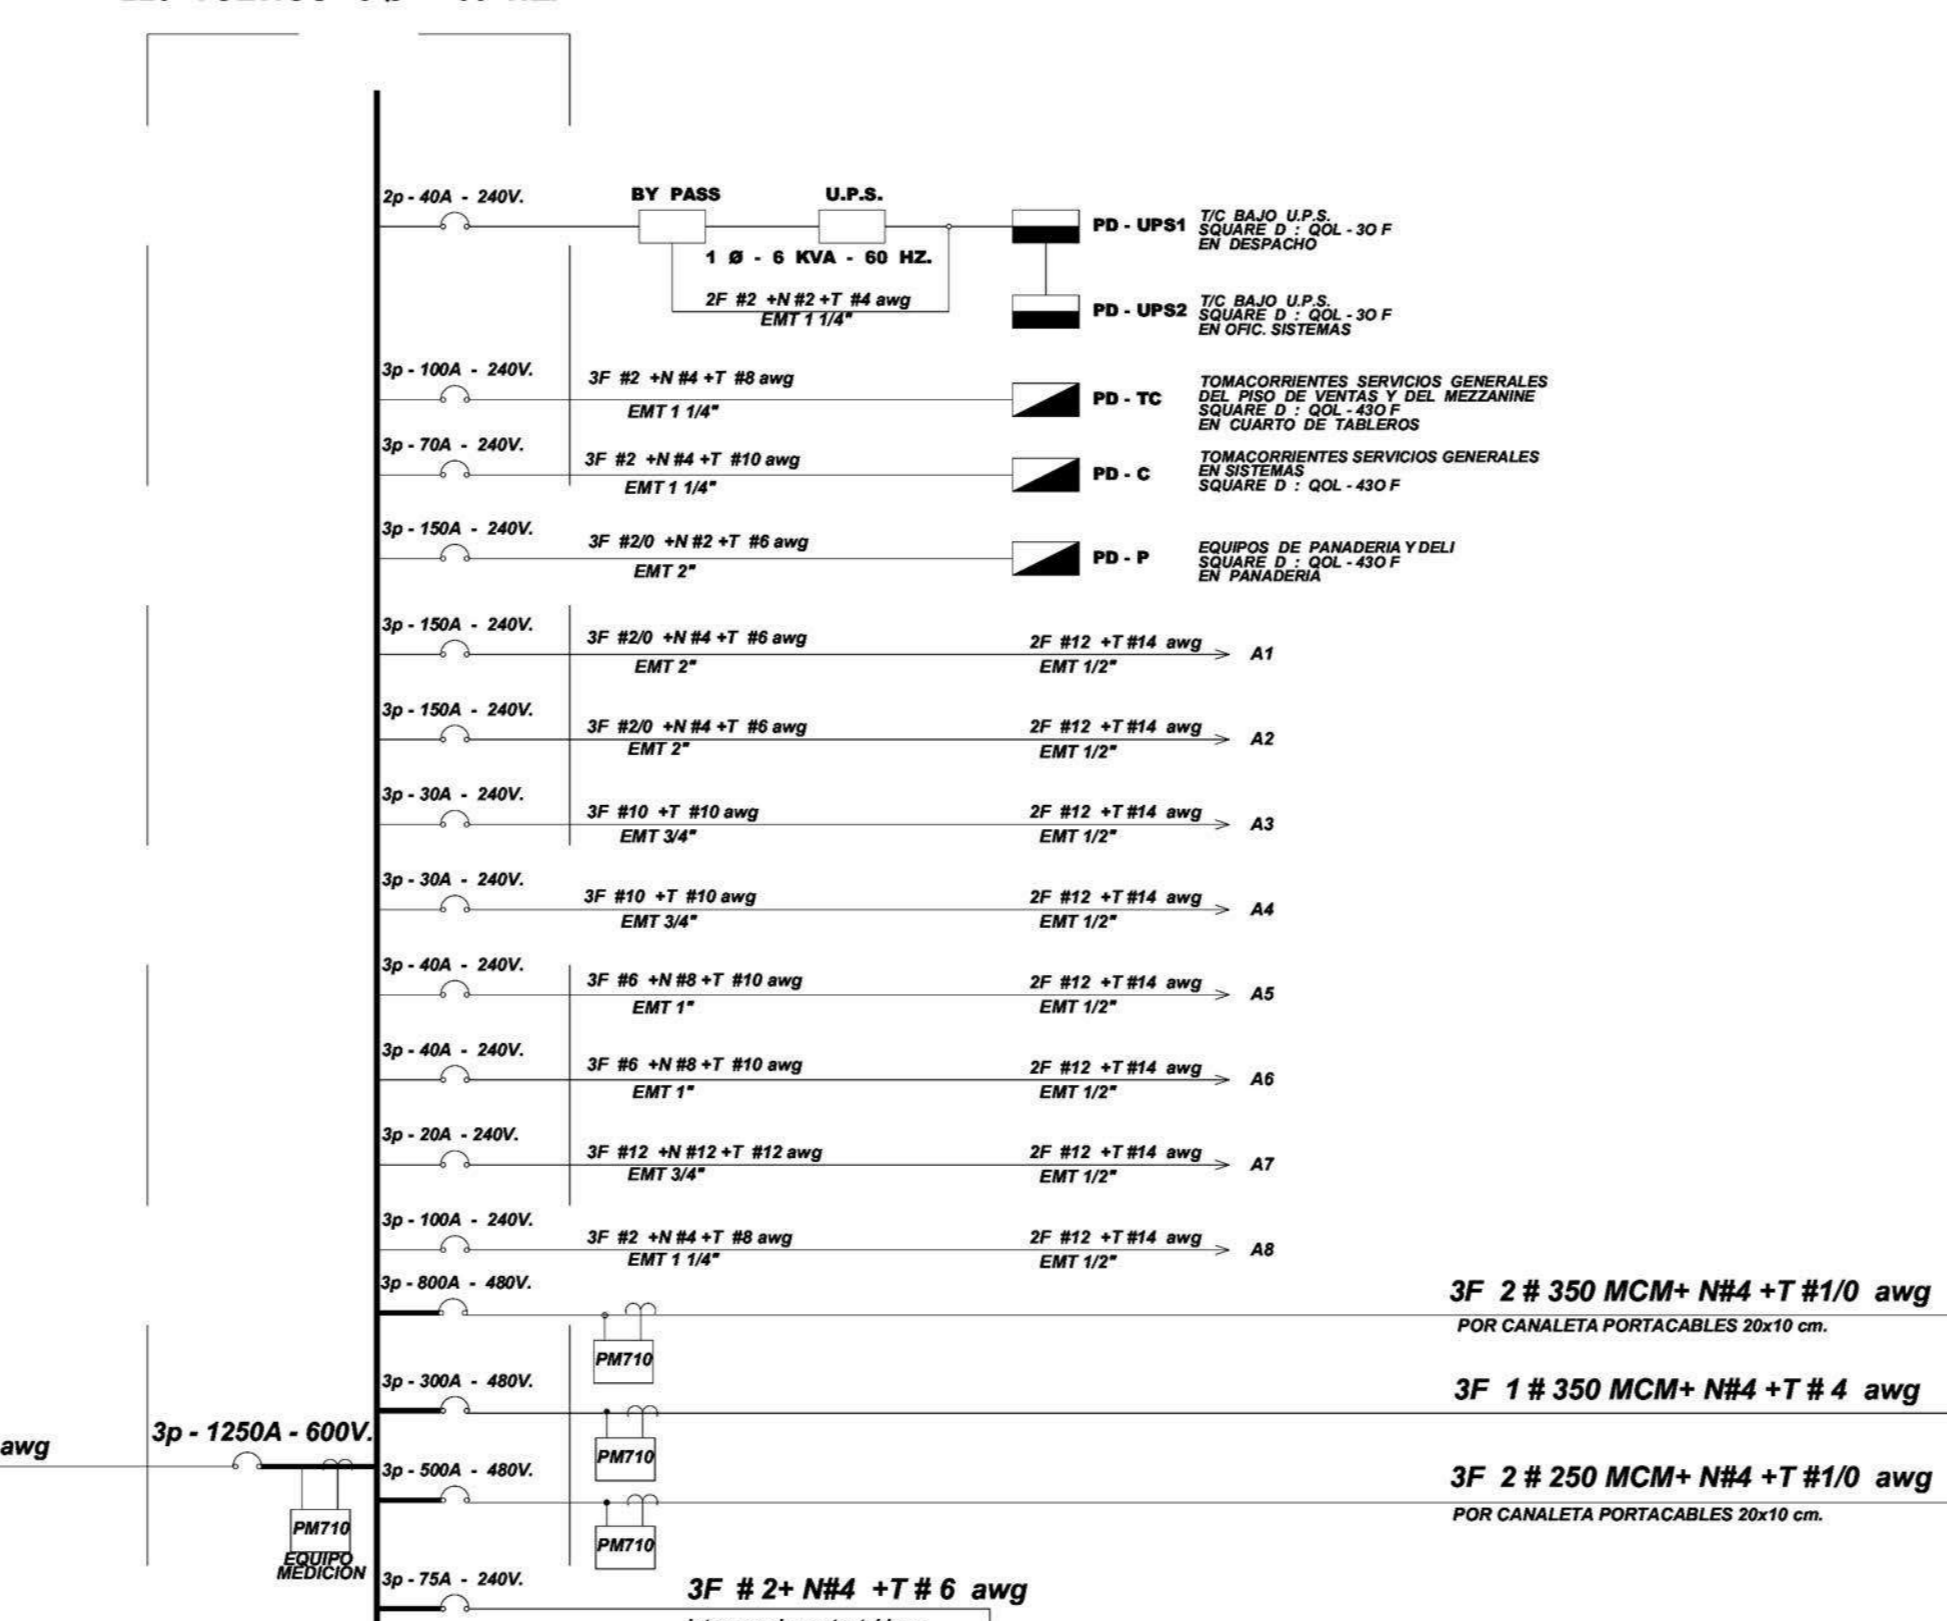 2p - 40A - 240V.
BY PASS
U.P.S.
1 Ø - 6 KVA - 60 HZ.
2F #2 +N #2 +T #4 awg
EMT 1 1/4"
PD - UPS1
T/C BAJO U.P.S.
SQUARE D : QOL - 3O F
EN DESPACHO
PD - UPS2
T/C BAJO U.P.S.
SQUARE D : QOL - 3O F
EN OFIC. SISTEMAS
3p - 100A - 240V.
3F #2 +N #4 +T #8 awg
EMT 1 1/4"
PD - TC
TOMACORRIENTES SERVICIOS GENERALES
DEL PISO DE VENTAS Y DEL MEZZANINE
SQUARE D : QOL - 43O F
EN CUARTO DE TABLEROS
3p - 70A - 240V.
3F #2 +N #4 +T #10 awg
EMT 1 1/4"
PD - C
TOMACORRIENTES SERVICIOS GENERALES
EN SISTEMAS
SQUARE D : QOL - 43O F
3p - 150A - 240V.
3F #2/0 +N #2 +T #6 awg
EMT 2"
PD - P
EQUIPOS DE PANADERIA Y DELI
SQUARE D : QOL - 43O F
EN PANADERIA
3p - 150A - 240V.
3F #2/0 +N #4 +T #6 awg
EMT 2"
2F #12 +T #14 awg
EMT 1/2"
A1
3p - 150A - 240V.
3F #2/0 +N #4 +T #6 awg
EMT 2"
2F #12 +T #14 awg
EMT 1/2"
A2
3p - 30A - 240V.
3F #10 +T #10 awg
EMT 3/4"
2F #12 +T #14 awg
EMT 1/2"
A3
3p - 30A - 240V.
3F #10 +T #10 awg
EMT 3/4"
2F #12 +T #14 awg
EMT 1/2"
A4
3p - 40A - 240V.
3F #6 +N #8 +T #10 awg
EMT 1"
2F #12 +T #14 awg
EMT 1/2"
A5
3p - 40A - 240V.
3F #6 +N #8 +T #10 awg
EMT 1"
2F #12 +T #14 awg
EMT 1/2"
A6
3p - 20A - 240V.
3F #12 +N #12 +T #12 awg
EMT 3/4"
2F #12 +T #14 awg
EMT 1/2"
A7
3p - 100A - 240V.
3F #2 +N #4 +T #8 awg
EMT 1 1/4"
2F #12 +T #14 awg
EMT 1/2"
A8
3p - 800A - 480V.
PM710
3F 2 # 350 MCM+ N#4 +T #1/0 awg
POR CANALETA PORTACABLES 20x10 cm.
3p - 300A - 480V.
PM710
3F 1 # 350 MCM+ N#4 +T # 4 awg
awg
3p - 1250A - 600V.
PM710
EQUIPO
MEDICIÓN
3p - 500A - 480V.
PM710
3F 2 # 250 MCM+ N#4 +T #1/0 awg
POR CANALETA PORTACABLES 20x10 cm.
3p - 75A - 240V.
3F # 2+ N#4 +T # 6 awg